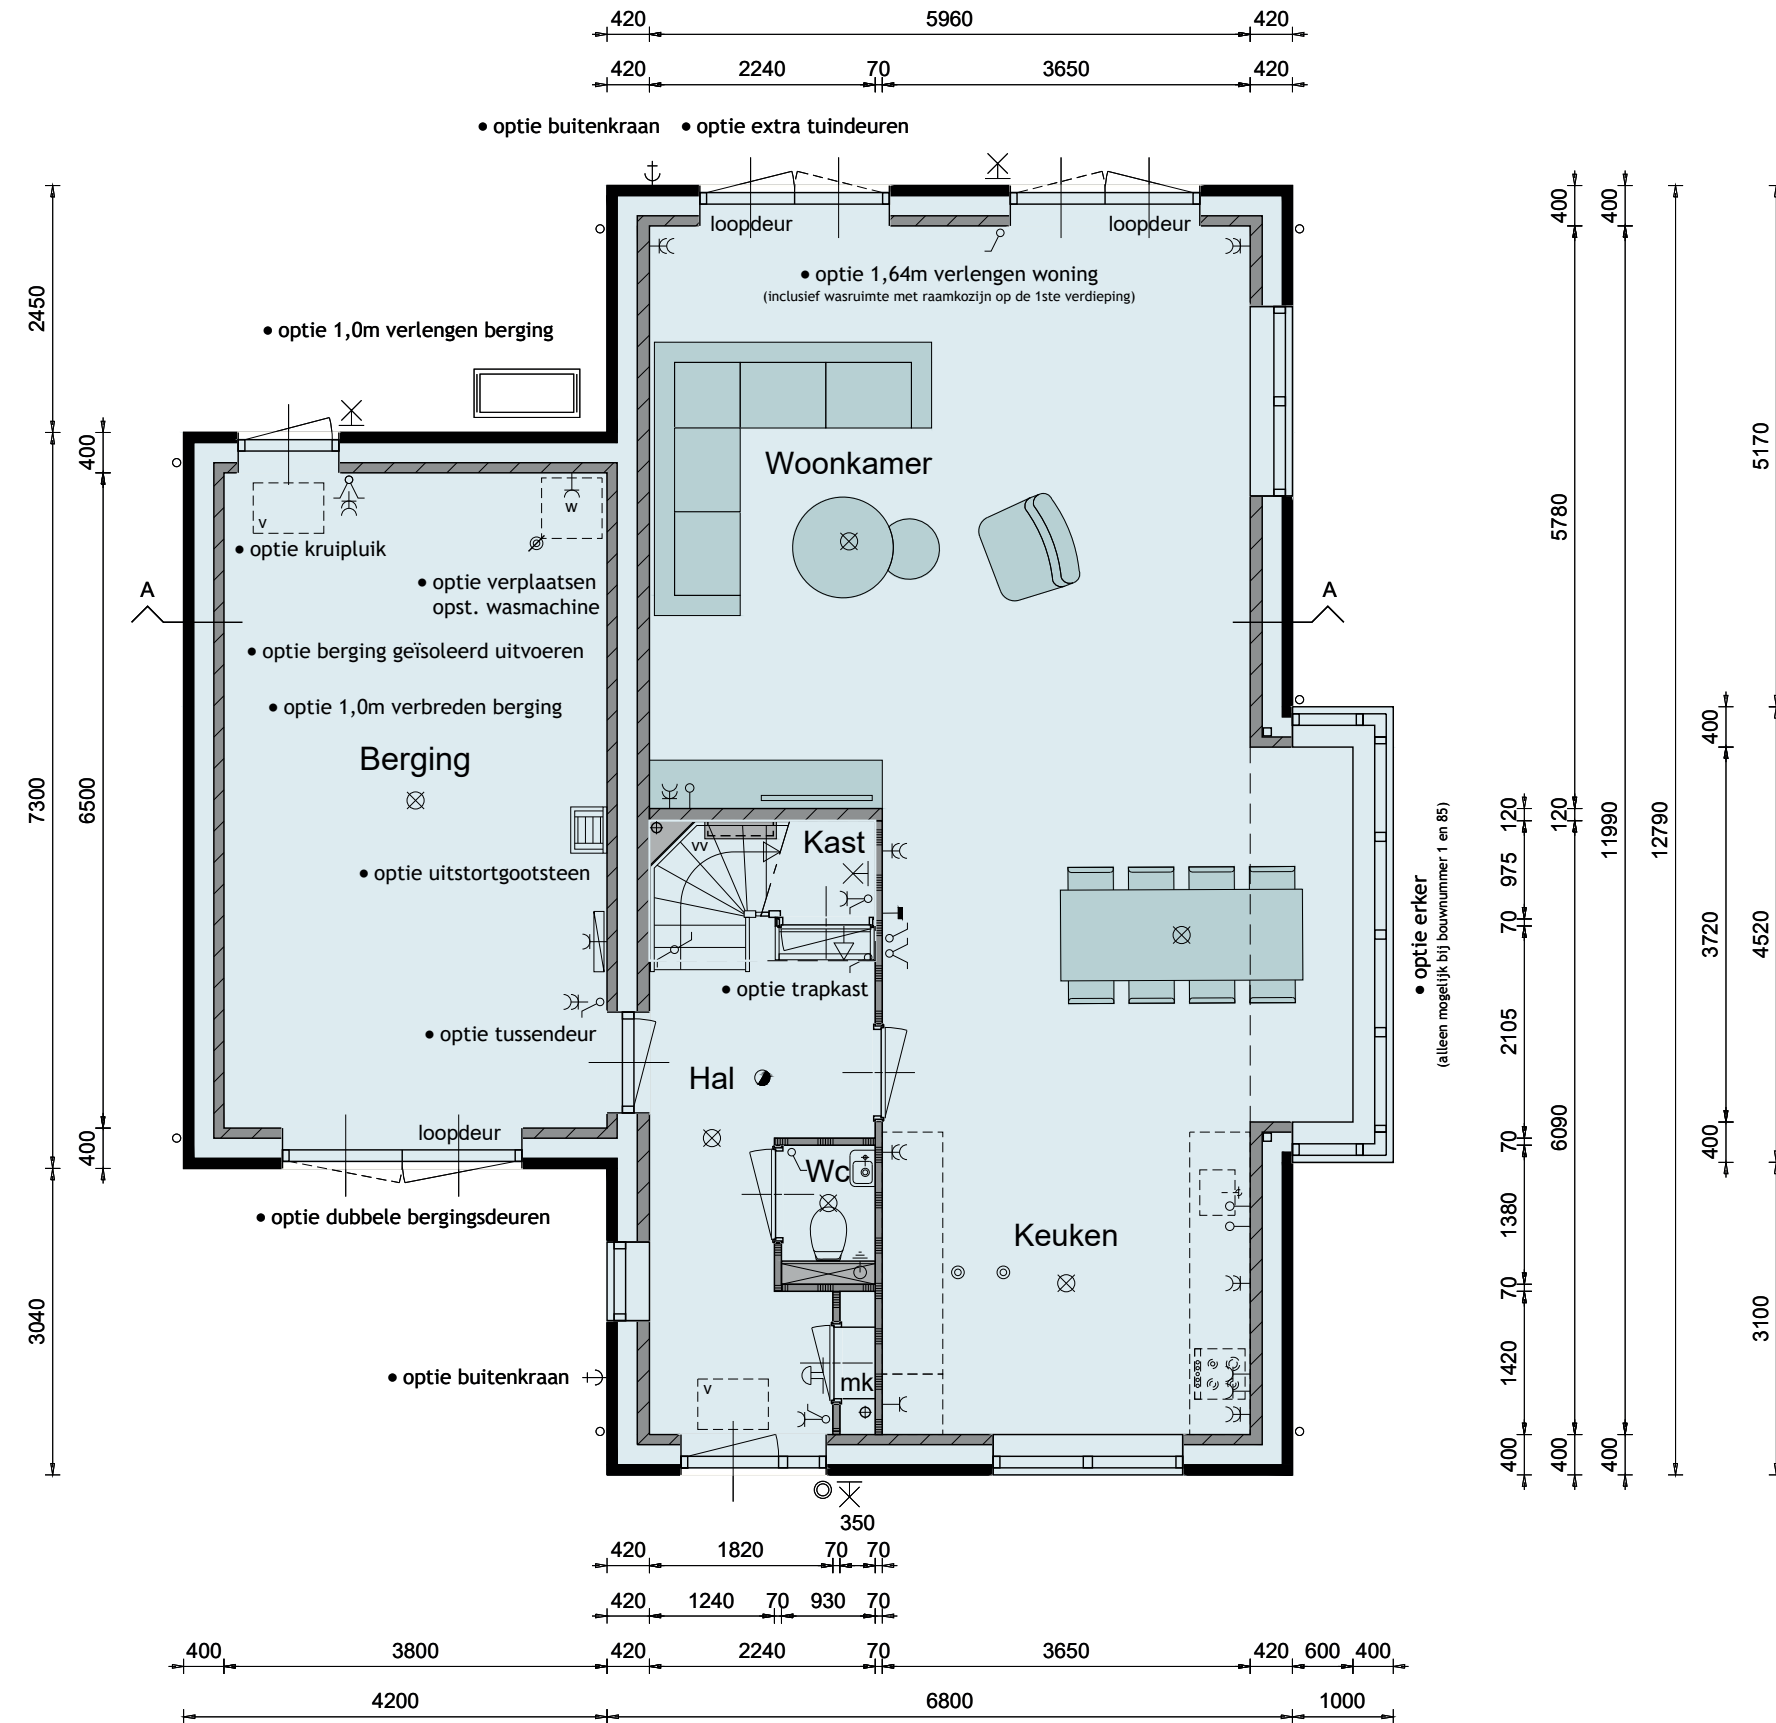 420 5960 420
420 2240 70 3650 420
• optie buitenkraan • optie extra tuindeuren
loopdeur loopdeur
• optie 1,64m verlengen woning
(inclusief wasruimte met raamkozijn op de 1ste verdieping)
• optie 1,0m verlengen berging
Woonkamer
v
w
• optie kruipluik
• optie verplaatsen
opst. wasmachine
A A
• optie berging geïsoleerd uitvoeren
• optie 1,0m verbreden berging
Berging
vv
Kast
• optie uitstortgootsteen
• optie trapkast
• optie tussendeur
Hal
loopdeur
Wc
• optie dubbele bergingsdeuren
Keuken
• optie buitenkraan
v
mk
• optie erker
(alleen mogelijk bij bouwnummer 1 en 85)
2450
7300
3040
400
6500
400
120
975
70
2105
70
1380
70
1420
400
400
5780
120
6090
400
400
11990
400
12790
400
3720
400
5170
4520
3100
350
420 1820 70 70
420 1240 70 930 70
400 3800 420 2240 70 3650 420 600 400
4200 6800 1000